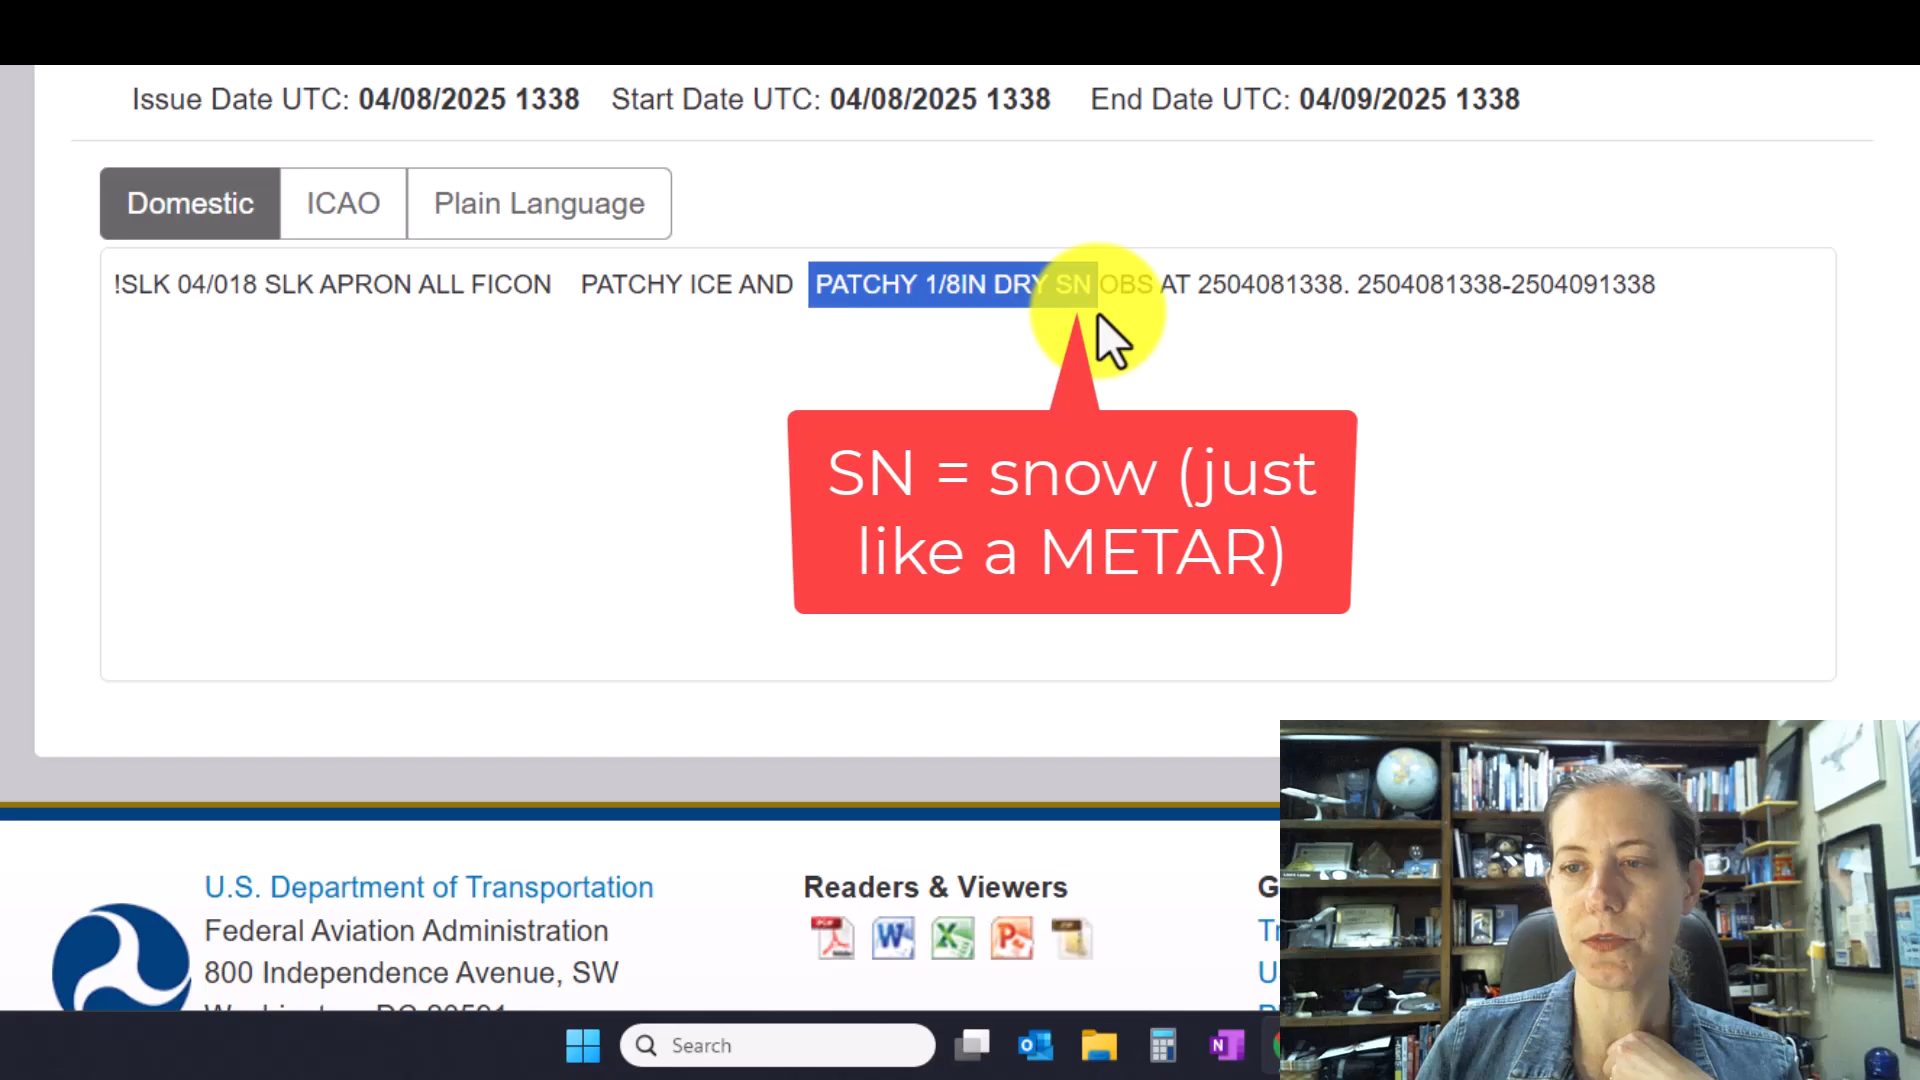 Issue Date UTC: 04/08/2025 1338 Start Date UTC: 04/08/2025 1338 End Date UTC: 04/09/2025 1338
Domestic ICAO Plain Language
!SLK 04/018 SLK APRON ALL FICON PATCHY ICE AND PATCHY 1/8IN DRY SN OBS AT 2504081338. 2504081338-2504091338
SN = snow (just
like a METAR)
U.S. Department of Transportation
Federal Aviation Administration
800 Independence Avenue, SW
Readers & Viewers
G
Search